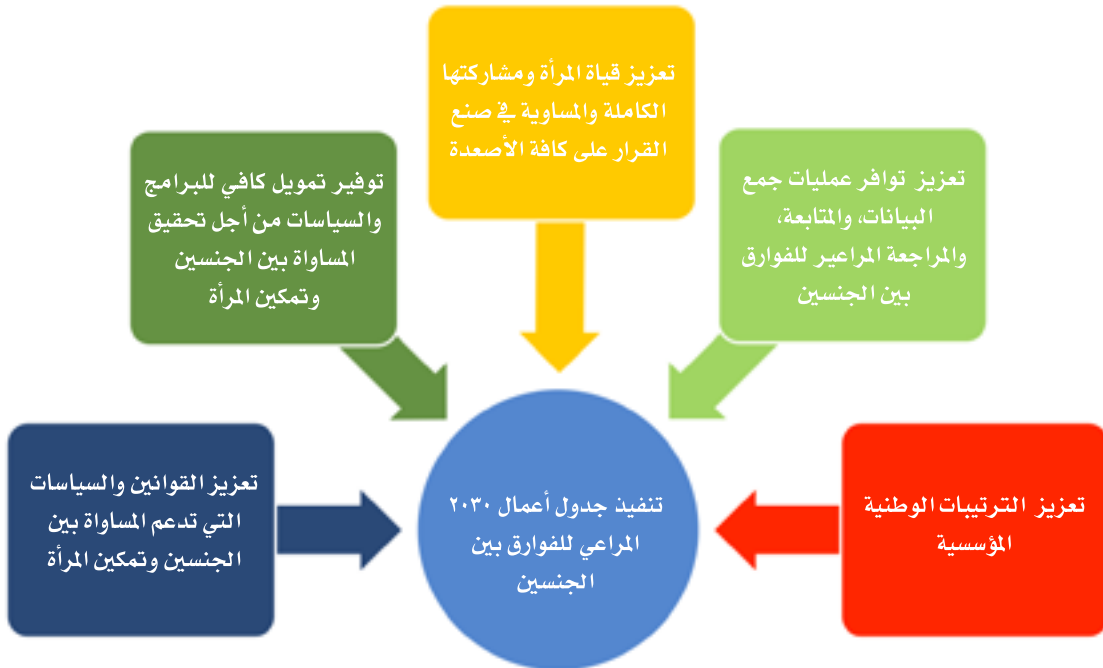 تعزيز قياة المرأة ومشاركتها
الكاملة والمساوية في صنع
القرار على كافة الأصعدة
تعزيز توافر عمليات جمع
البيانات، والمتابعة،
والمراجعة المراعير للفوارق
بين الجنسين
توفير تمويل كافي للبرامج
والسياسات من أجل تحقيق
المساواة بين الجنسين
وتمكين المرأة
تعزيز الترتيبات الوطنية
المؤسسية
تنفيذ جدول أعمال ٢٠٣٠
المراعي للفوارق بين
الجنسين
تعزيز القوانين والسياسات
التي تدعم المساواة بين
الجنسين وتمكين المرأة